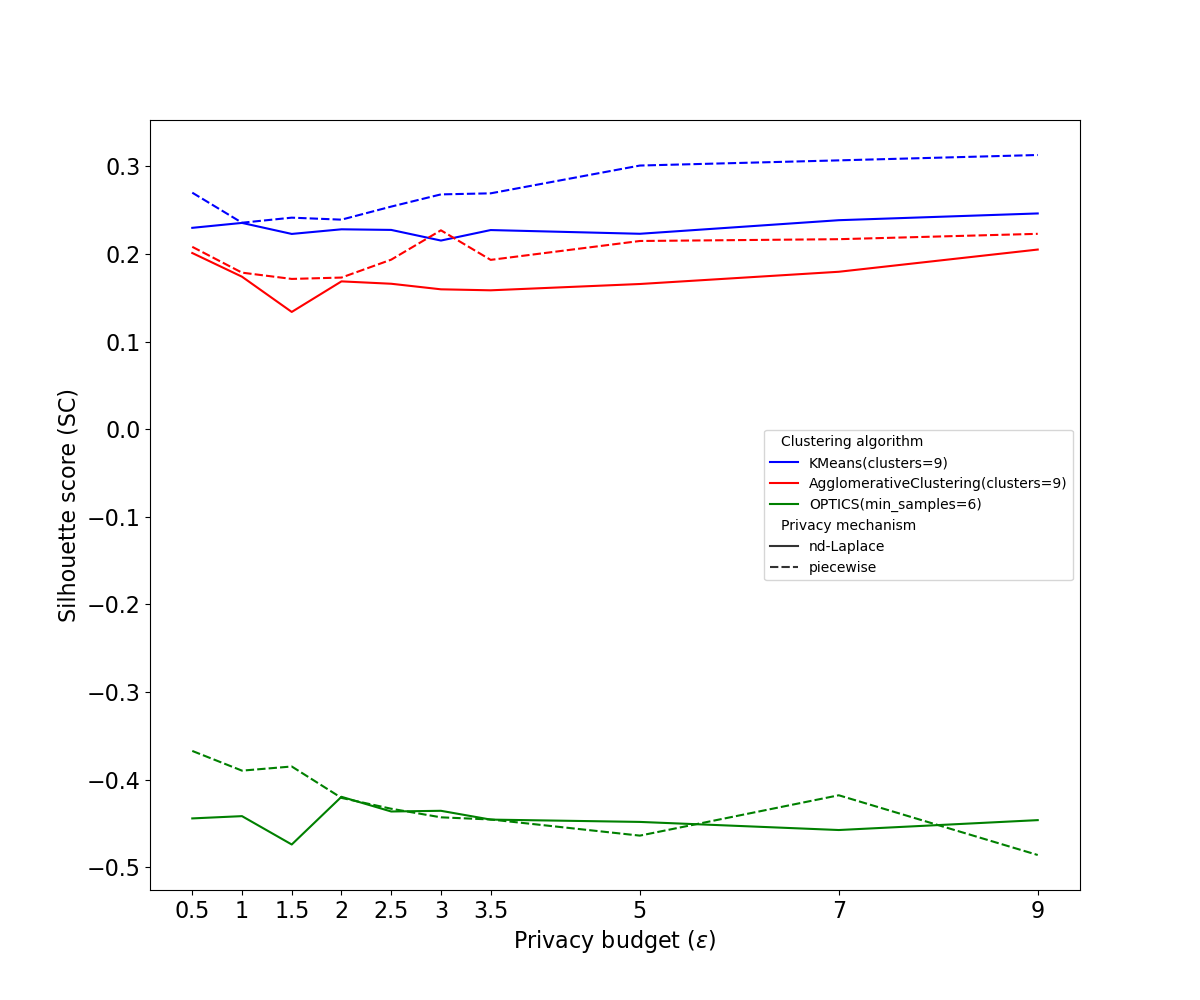 0.3
0.2
0.1
0.0
−0.1
−0.2
−0.3
−0.4
−0.5
Silhouette score (SC)
Clustering algorithm
KMeans(clusters=9)
AgglomerativeClustering(clusters=9)
OPTICS(min_samples=6)
Privacy mechanism
nd-Laplace
piecewise
0.5 1 1.5 2 2.5 3 3.5 5 7 9
Privacy budget (ε)